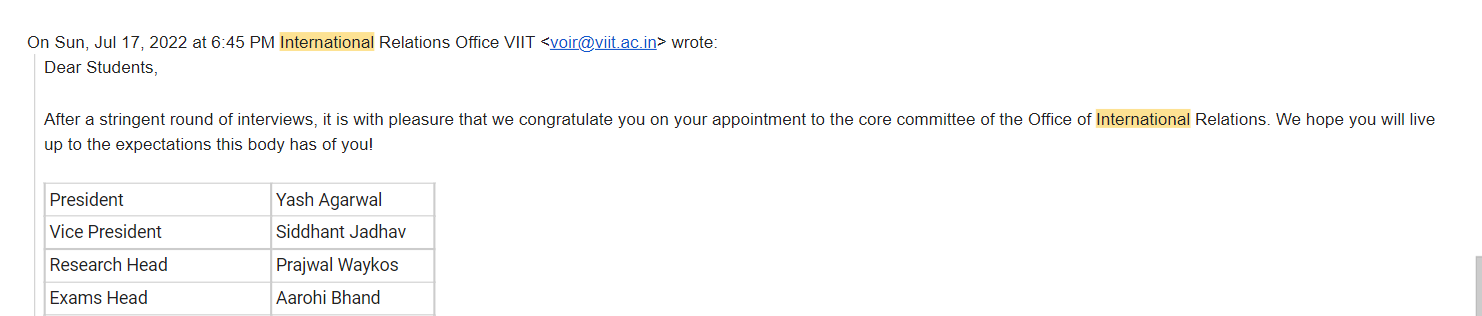 On Sun, Jul 17, 2022 at 6:45 PM International Relations Office VIIT <voir@viit.ac.in> wrote:
Dear Students,
After a stringent round of interviews, it is with pleasure that we congratulate you on your appointment to the core committee of the Office of International Relations. We hope you will live
up to the expectations this body has of you!
President Yash Agarwal
Vice President Siddhant Jadhav
Research Head Prajwal Waykos
Exams Head Aarohi Bhand